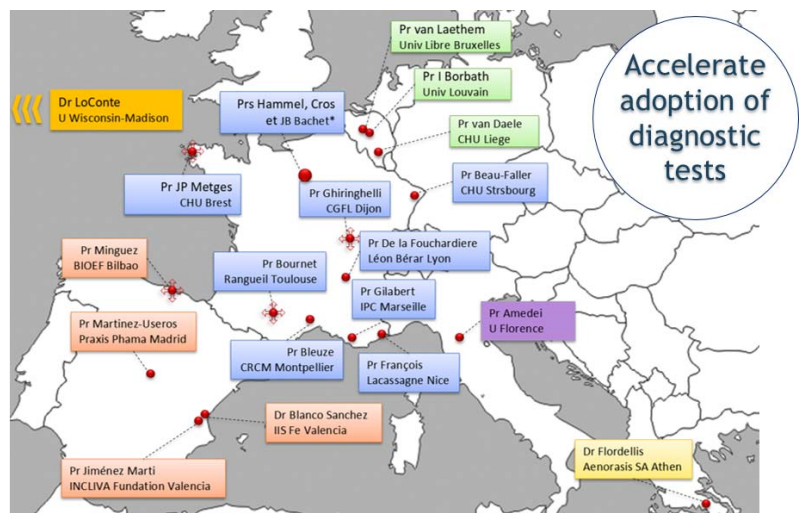 Pr van Laethem
Univ Libre Bruxelles
Accelerate
adoption of
diagnostic
tests
Pr I Borbath
Univ Louvain
Dr LoConte
U Wisconsin-Madison
Prs Hammel, Cros
et JB Bachet*
Pr van Daele
CHU Liege
Pr JP Metges
CHU Brest
Pr Ghiringhelli
CGFL Dijon
Pr Beau-Faller
CHU Strsbourg
Pr Minguez
BIOEF Bilbao
Pr Bournet
Rangueil Toulouse
Pr De la Fouchardiere
Léon Bérar Lyon
Pr Gilabert
IPC Marseille
Pr Amedei
U Florence
Pr Martinez-Useros
Praxis Phama Madrid
Pr Bleuze
CRCM Montpellier
Pr François
Lacassagne Nice
Dr Blanco Sanchez
IIS Fe Valencia
Dr Flordellis
Aenorasis SA Athen
Pr Jiménez Marti
INCLIVA Fundation Valencia